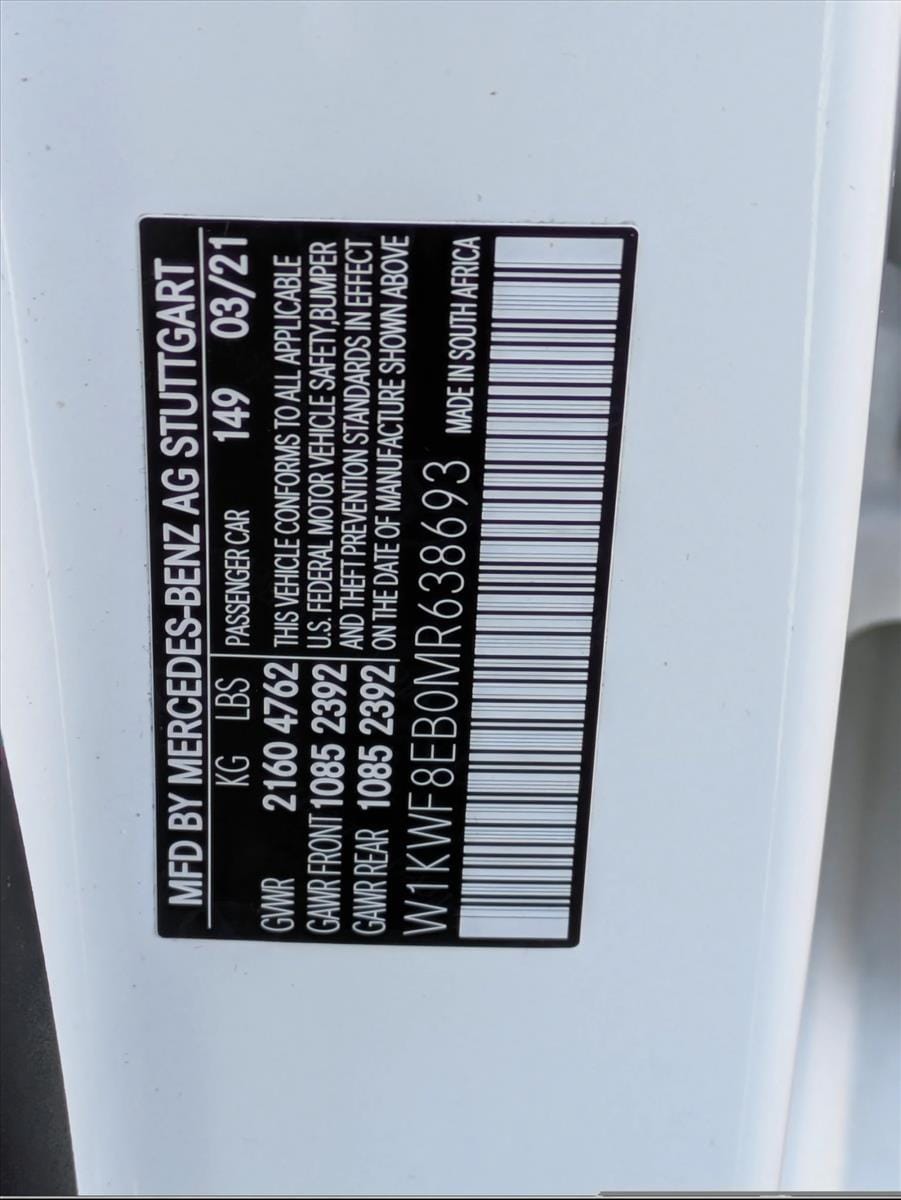 MFD BY MERCEDES-BENZ AG STUTTGART
KG LBS PASSENGER CAR 149 03/21
GVWR 2160 4762 THIS VEHICLE CONFORMS TO ALL APPLICABLE
GAWR FRONT 1085 2392 U.S. FEDERAL MOTOR VEHICLE SAFETY,BUMPER
GAWR REAR 1085 2392 AND THEFT PREVENTION STANDARDS IN EFFECT
ON THE DATE OF MANUFACTURE SHOWN ABOVE
W1KWF8EB0MR638693 MADE IN SOUTH AFRICA